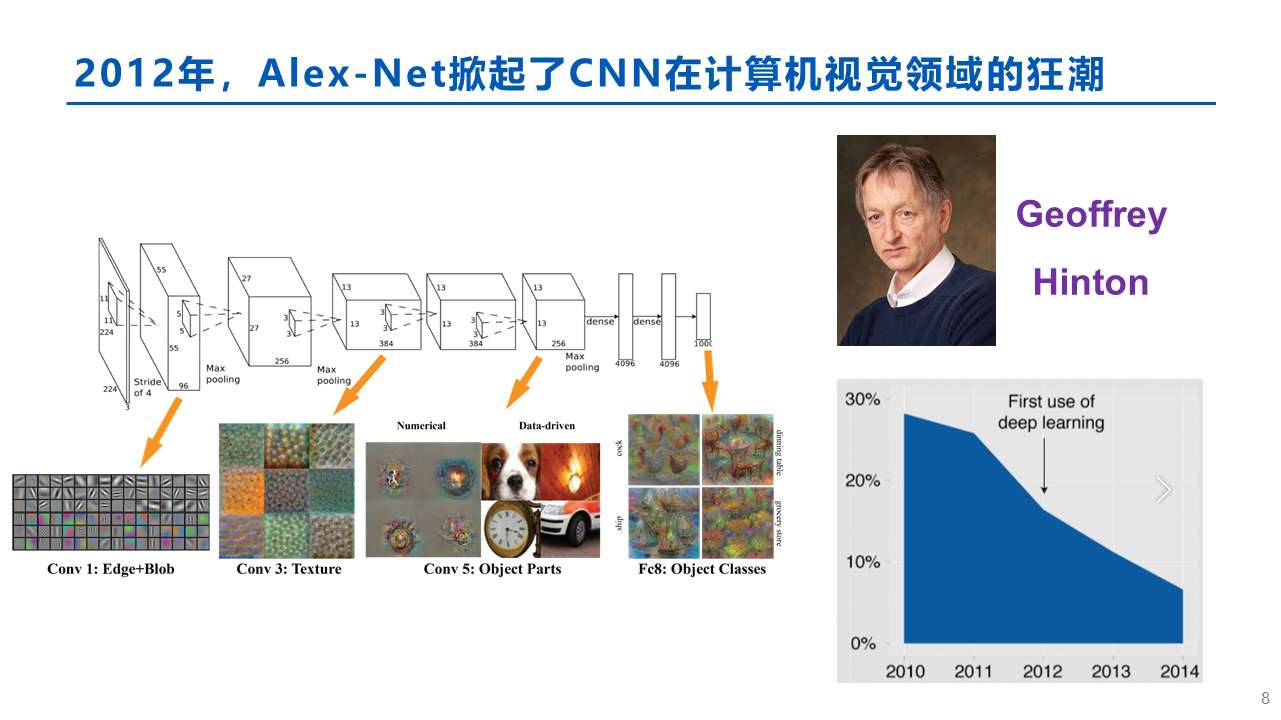 2012年，Alex-Net掀起了CNN在计算机视觉领域的狂潮
55
27
13
13
13
11
11
5
5
3
3
3
3
3
3
224
55
27
13
13
13
dense
dense
1000
384
384
256
256
4096
4096
96
224
3
Stride
of 4
Max
pooling
Max
pooling
Max
pooling
Numerical
Data-driven
cock
dinning table
ship
grocery store
Conv 1: Edge+Blob
Conv 3: Texture
Conv 5: Object Parts
Fc8: Object Classes
Geoffrey
Hinton
30%
20%
10%
0%
First use of
deep learning
2010
2011
2012
2013
2014
8